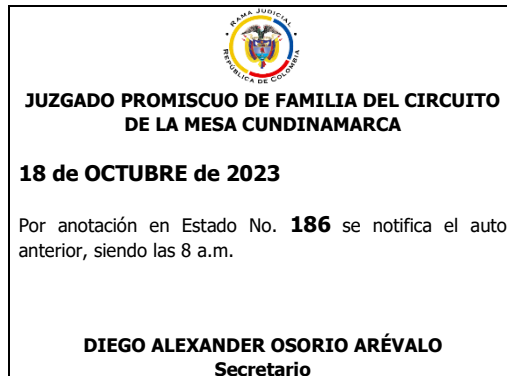 RAMA JUDICIAL
REPÚBLICA DE COLOMBIA
JUZGADO PROMISCUO DE FAMILIA DEL CIRCUITO
DE LA MESA CUNDINAMARCA
18 de OCTUBRE de 2023
Por anotación en Estado No. 186 se notifica el auto
anterior, siendo las 8 a.m.
DIEGO ALEXANDER OSORIO ARÉVALO
Secretario